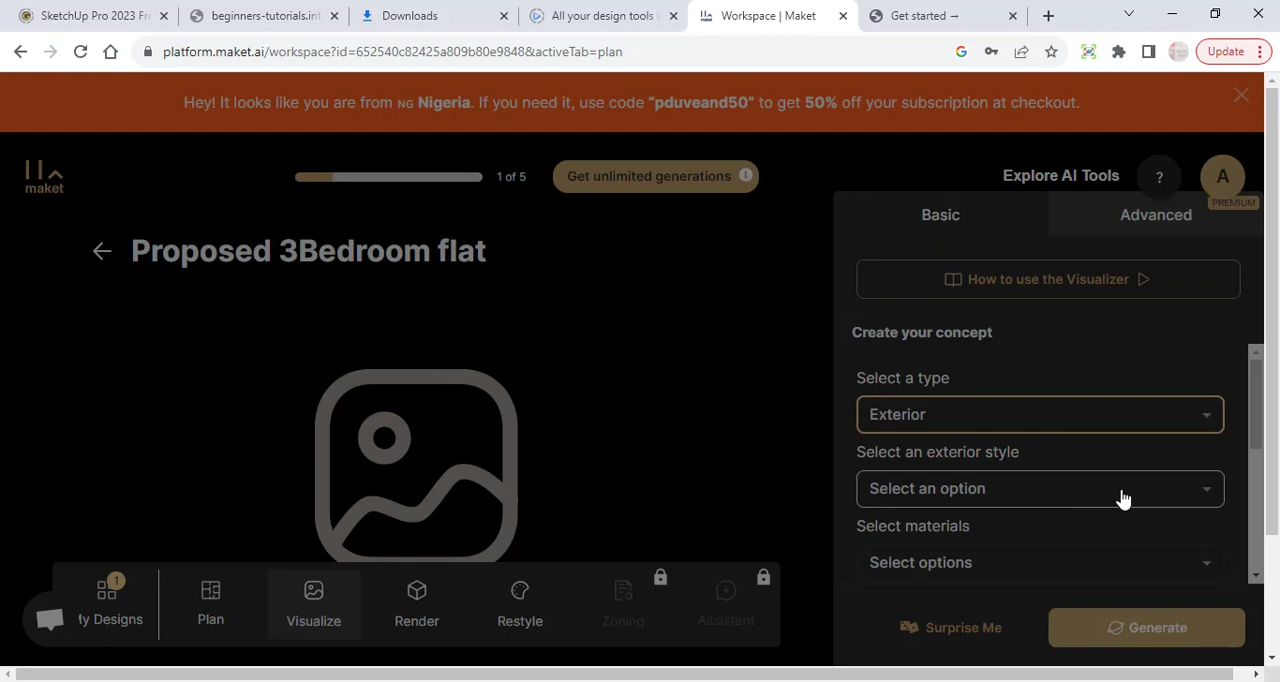 SketchUp Pro 2023 Fr
beginners-tutorials.inf
Downloads
All your design tools i
Workspace | Maket
Get started →
platform.maket.ai/workspace?id=652540c82425a809b80e9848&activeTab=plan
Update
Hey! It looks like you are from NG Nigeria. If you need it, use code "pduveand50" to get 50% off your subscription at checkout.
maket
1 of 5
Get unlimited generations
Explore AI Tools
?
A
PREMIUM
Basic
Advanced
Proposed 3Bedroom flat
How to use the Visualizer
Create your concept
Select a type
Exterior
Select an exterior style
Select an option
Select materials
Select options
1
ly Designs
Plan
Visualize
Render
Restyle
Zoning
Assistant
Surprise Me
Generate